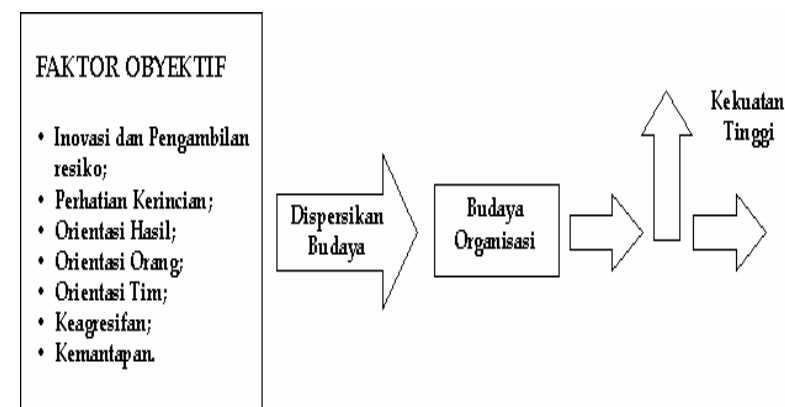 FAKTOR OBYEKTIF
• Inovasi dan Pengambilan
resiko;
• Perhatian Kerincian;
• Orientasi Hasil;
• Orientasi Orang;
• Orientasi Tim;
• Keagresifan;
• Kemantapan.
Dispersikan
Budaya
Budaya
Organisasi
Kekuatan
Tinggi